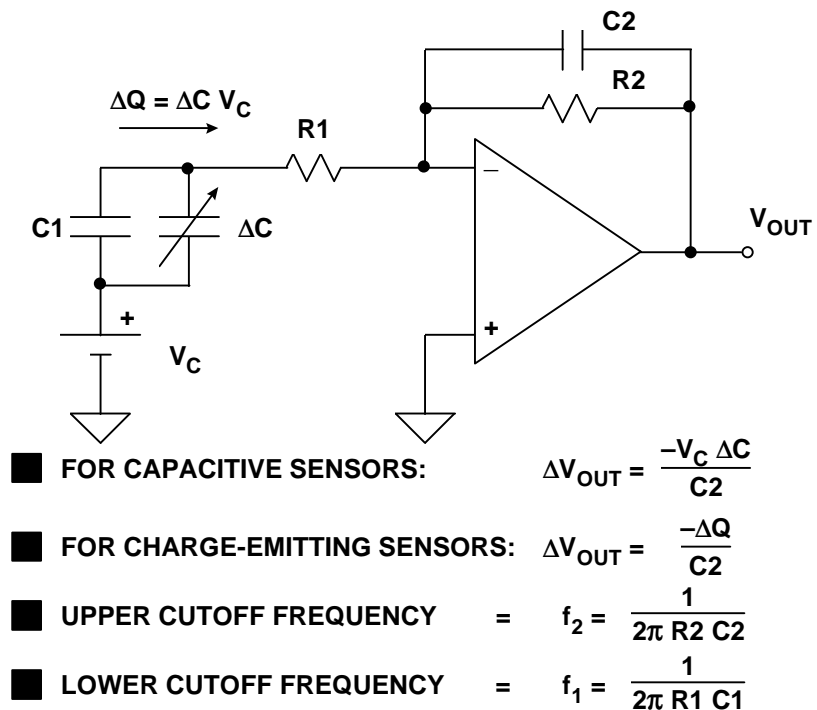 C2
R2
ΔQ = ΔC V_C
R1
–
C1
ΔC
V_OUT
+
+
V_C
FOR CAPACITIVE SENSORS: ΔV_OUT = –V_C ΔC / C2
FOR CHARGE-EMITTING SENSORS: ΔV_OUT = –ΔQ / C2
UPPER CUTOFF FREQUENCY = f_2 = 1 / 2π R2 C2
LOWER CUTOFF FREQUENCY = f_1 = 1 / 2π R1 C1